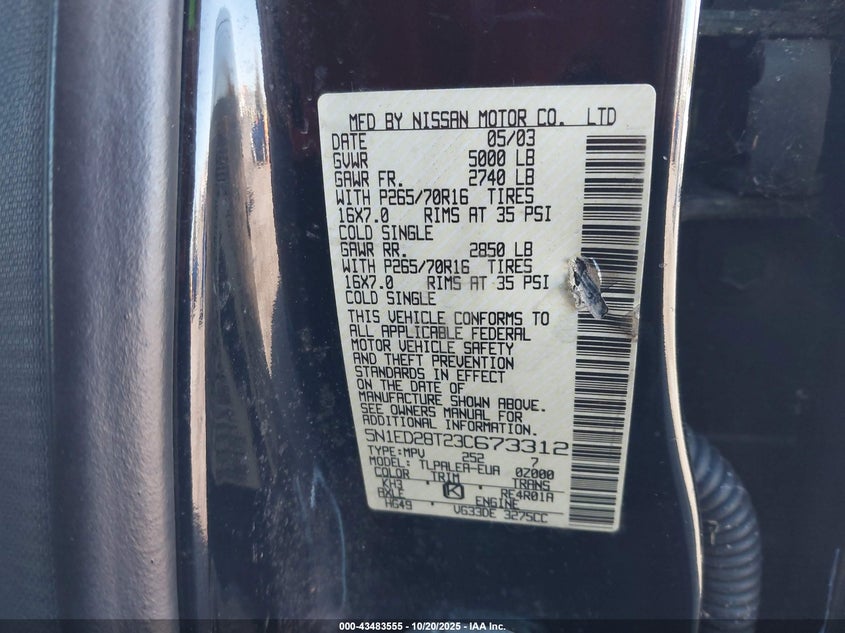 MFD BY NISSAN MOTOR CO. LTD
DATE 05/03
GVWR 5000 LB
GAWR FR. 2740 LB
WITH P265/70R16 TIRES
16X7.0 RIMS AT 35 PSI
COLD SINGLE
GAWR RR. 2850 LB
WITH P265/70R16 TIRES
16X7.0 RIMS AT 35 PSI
COLD SINGLE
THIS VEHICLE CONFORMS TO
ALL APPLICABLE FEDERAL
MOTOR VEHICLE SAFETY
AND THEFT PREVENTION
STANDARDS IN EFFECT
ON THE DATE OF
MANUFACTURE SHOWN ABOVE.
SEE OWNERS MANUAL FOR
ADDITIONAL INFORMATION.
5N1ED28T23C673312
TYPE:MPV 252 7
MODEL: TLPALEA-EUA 0Z000
COLOR TRIM TRANS
KH3 K RE4R01A
AXLE ENGINE
HG49 VG33DE 3275CC
000-43483555 - 10/20/2025 - IAA Inc.